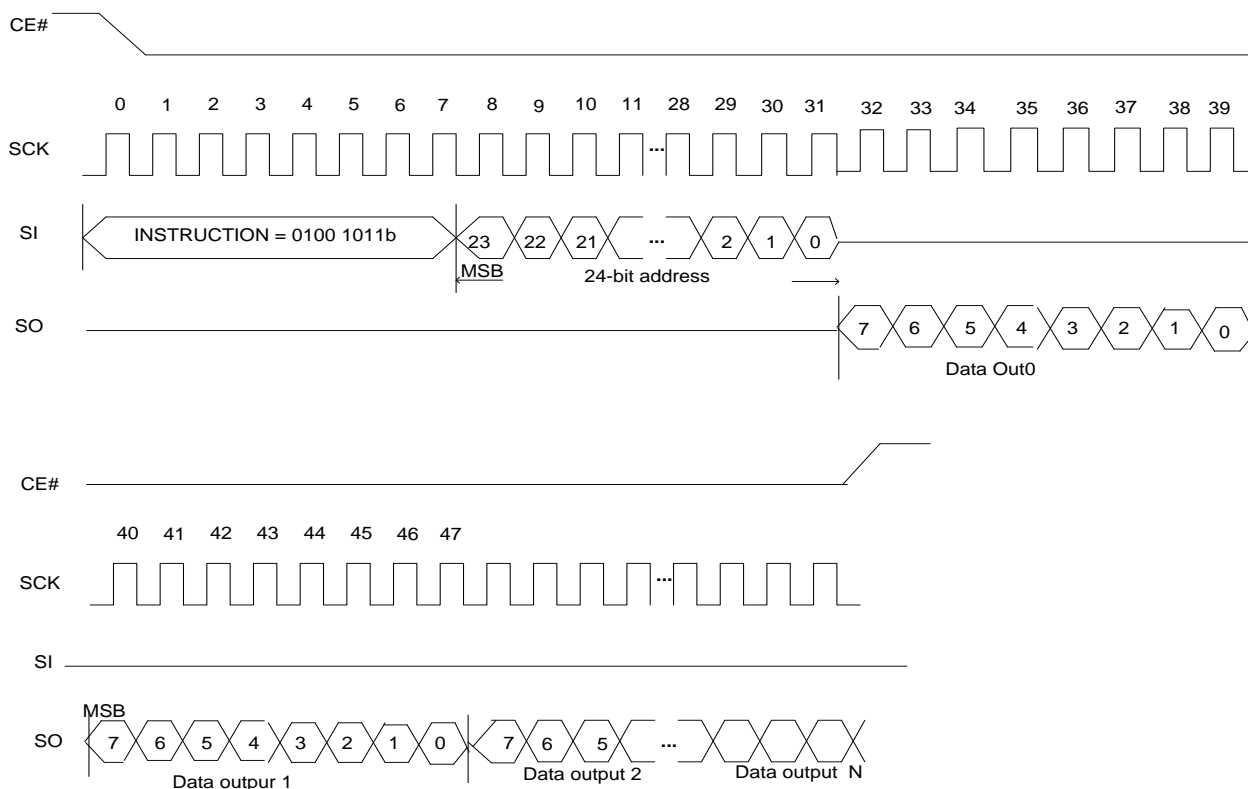 CE#
0 1 2 3 4 5 6 7 8 9 10 11 28 29 30 31 32 33 34 35 36 37 38 39
SCK ...
SI INSTRUCTION = 0100 1011b 23 22 21 ... 2 1 0
MSB 24-bit address
SO 7 6 5 4 3 2 1 0
Data Out0
CE#
40 41 42 43 44 45 46 47
SCK ...
SI
MSB
SO 7 6 5 4 3 2 1 0 7 6 5 ...
Data outpur 1 Data output 2 Data output N